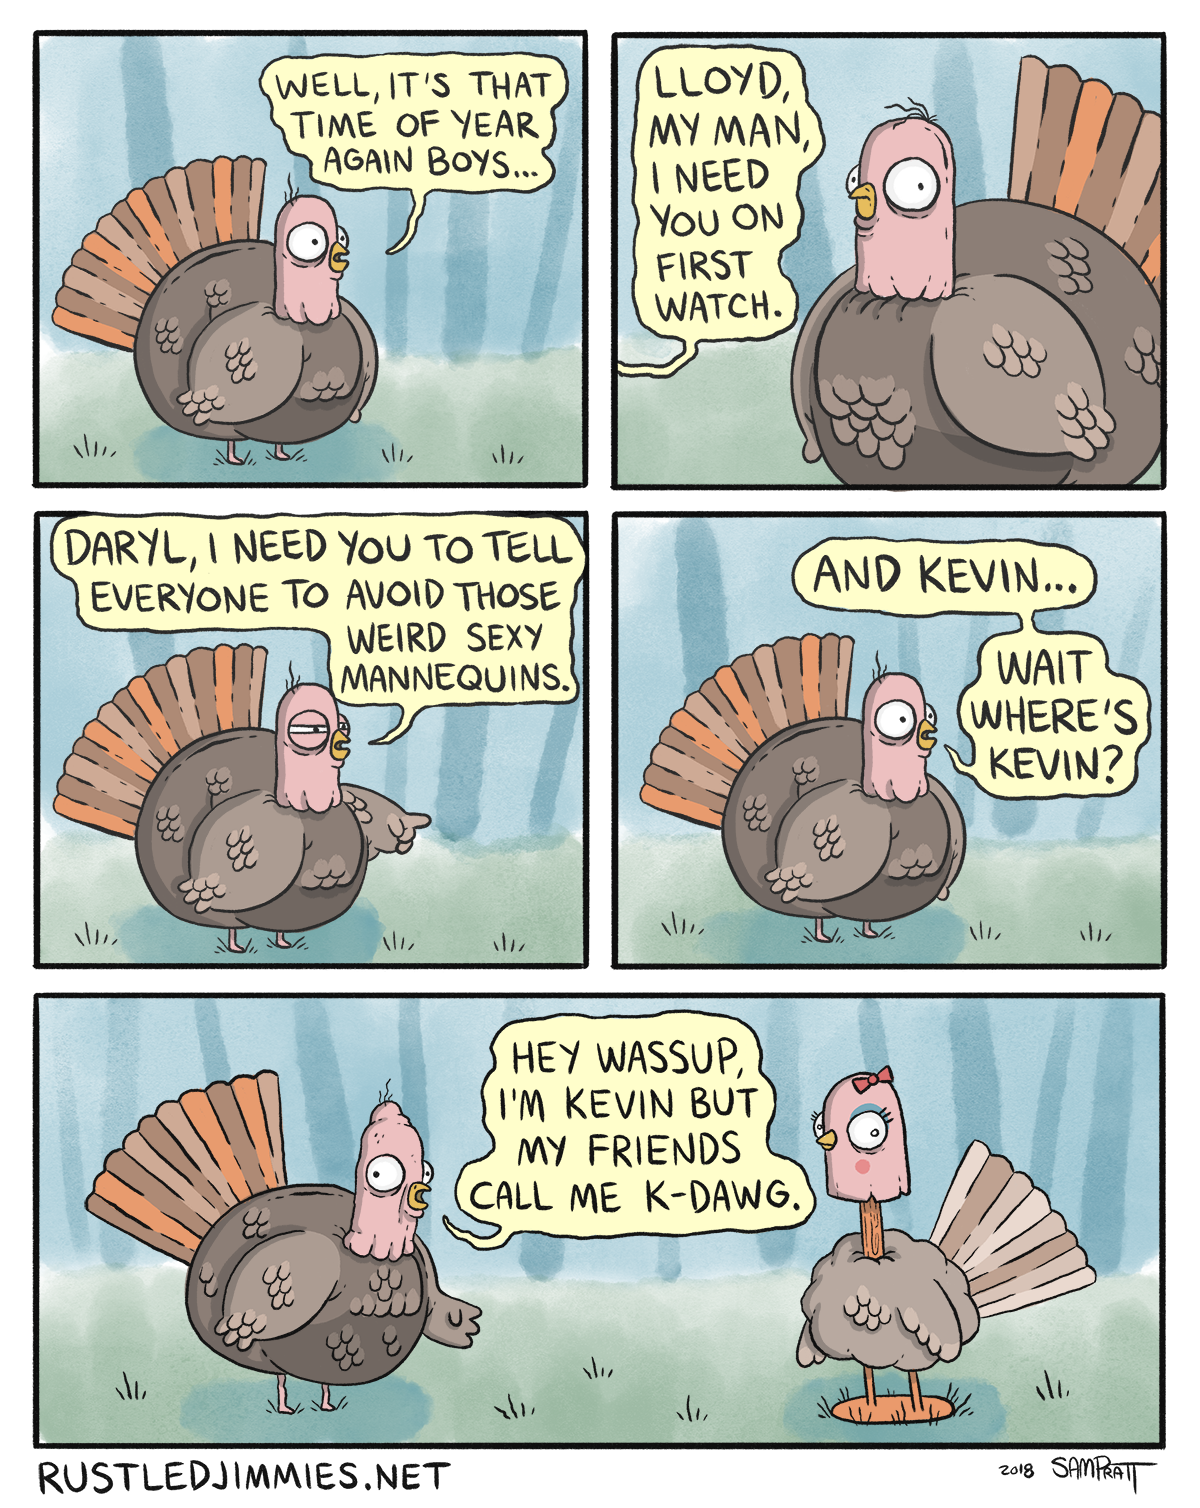 WELL, IT'S THAT
TIME OF YEAR
AGAIN BOYS...
LLOYD,
MY MAN,
I NEED
YOU ON
FIRST
WATCH.
DARYL, I NEED YOU TO TELL
EVERYONE TO AVOID THOSE
WEIRD SEXY
MANNEQUINS.
AND KEVIN...
WAIT
WHERE'S
KEVIN?
HEY WASSUP,
I'M KEVIN BUT
MY FRIENDS
CALL ME K-DAWG.
RUSTLEDJIMMIES.NET
2018 SAMPRATT